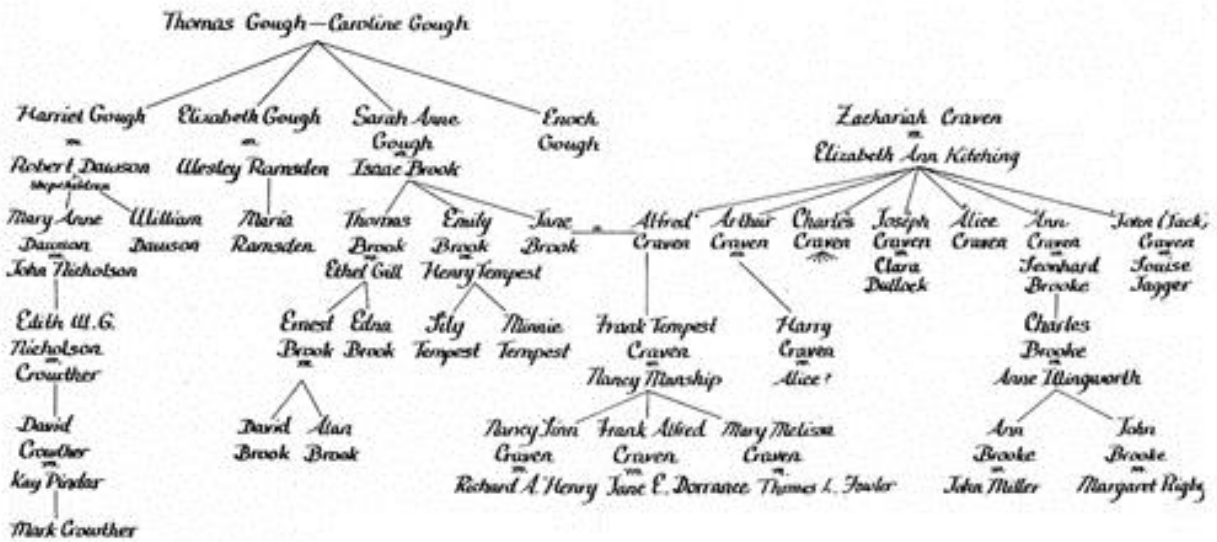 Thomas Gough — Caroline Gough
Harriet Gough Elizabeth Gough Sarah Anne Enoch Zachariah Craven
m. m. Gough Gough m.
Robert Dawson Wesley Ramsden m. Elizabeth Ann Kitching
Stepchildren Isaac Brook
Mary Anne William Maria Thomas Emily Jane m. Alfred Arthur Charles Joseph Alice Ann John (Jack)
Dawson Dawson Ramsden Brook Brook Brook Craven Craven Craven Craven Craven Craven Craven
m. m. m. m. m. m. m.
John Nicholson Ethel Gill Henry Tempest Clara Leonhard Louise
Brooke Jagger
Edith W.G. Ernest Edna Lily Minnie Frank Tempest Harry Charles
Nicholson Brook Brook Tempest Tempest Craven Craven Brooke
m. m. m. m. m.
Crowther Nancy Manship Alice? Anne Illingworth
David David Alan Nancy Frank Alfred Mary Melissa Ann John
Crowther Brook Brook Craven Craven Craven Brooke Brooke
m. m. m. m. m. m.
Kay Pindar Richard A. Henry Jane E. Dorrance Thomas L. Fowler John Miller Margaret Rigby
Mark Crowther